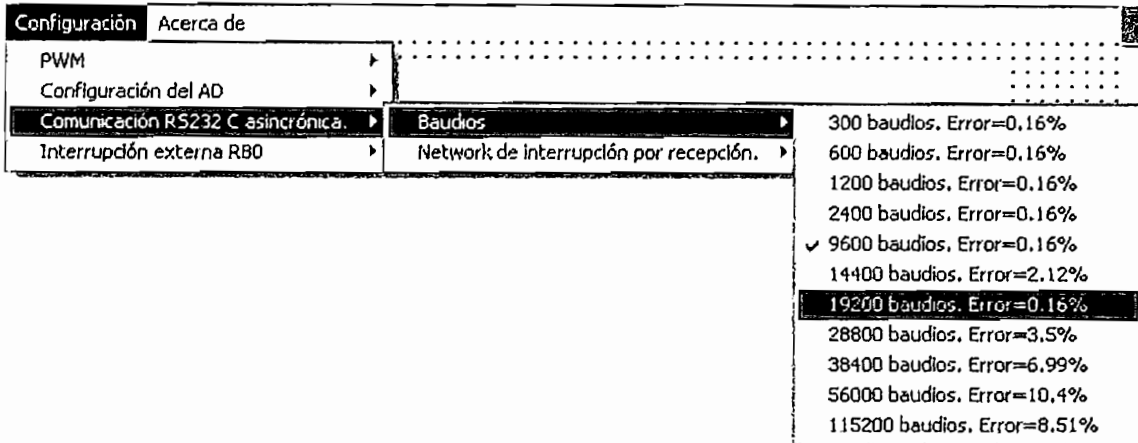 Configuración Acerca de
PWM
Configuración del AD
Comunicación RS232 C asincrónica.
Interrupción externa RB0
Baudios
Network de interrupción por recepción.
300 baudios. Error=0.16%
600 baudios. Error=0.16%
1200 baudios. Error=0.16%
2400 baudios. Error=0.16%
9600 baudios. Error=0.16%
14400 baudios. Error=2.12%
19200 baudios. Error=0.16%
28800 baudios. Error=3.5%
38400 baudios. Error=6.99%
56000 baudios. Error=10.4%
115200 baudios. Error=8.51%